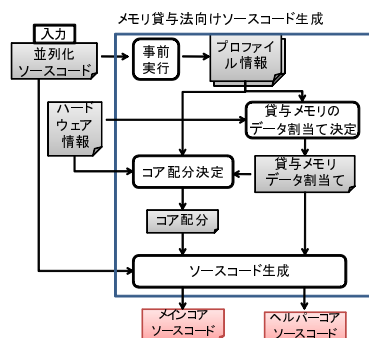 メモリ貸与法向けソースコード生成
入力
並列化
ソースコード
事前
実行
プロファイ
ル情報
ハード
ウェア
情報
貸与メモリの
データ割当て決定
コア配分決定
貸与メモリ
データ割当て
コア配分
ソースコード生成
メインコア
ソースコード
ヘルパーコア
ソースコード